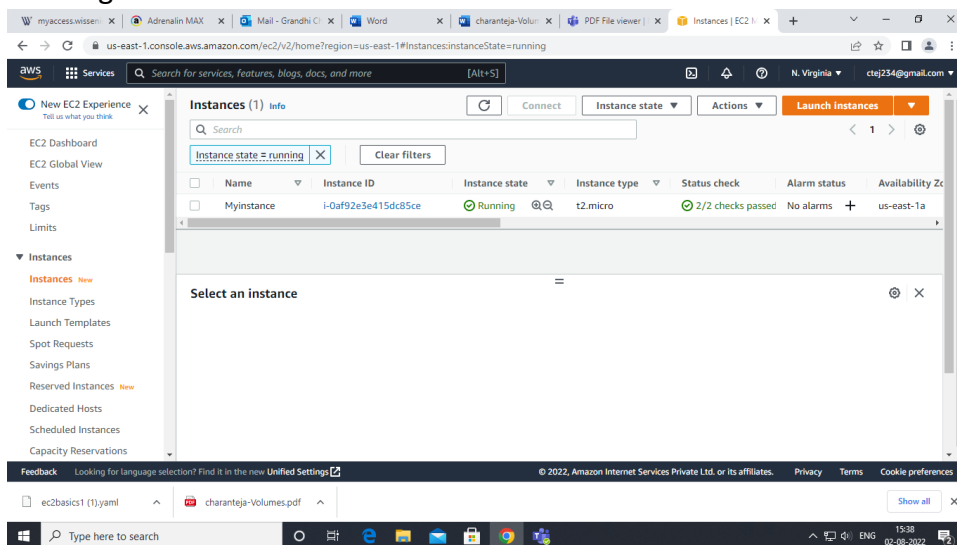 myaccess.wissen
Adrenalin MAX
Mail - Grandhi C
Word
charanteja-Volun
PDF File viewer |
Instances | EC2 M
us-east-1.console.aws.amazon.com/ec2/v2/home?region=us-east-1#Instances:instanceState=running
aws
Services
Search for services, features, blogs, docs, and more
[Alt+S]
N. Virginia
ctej234@gmail.com
New EC2 Experience
Tell us what you think
EC2 Dashboard
EC2 Global View
Events
Tags
Limits
Instances
Instances New
Instance Types
Launch Templates
Spot Requests
Savings Plans
Reserved Instances New
Dedicated Hosts
Scheduled Instances
Capacity Reservations
Instances (1) Info
Connect
Instance state
Actions
Launch instances
Search
1
Instance state = running
Clear filters
Name
Instance ID
Instance state
Instance type
Status check
Alarm status
Availability Zo
Myinstance
i-0af92e3e415dc85ce
Running
t2.micro
2/2 checks passed
No alarms +
us-east-1a
Select an instance
Feedback
Looking for language selection? Find it in the new Unified Settings
© 2022, Amazon Internet Services Private Ltd. or its affiliates.
Privacy
Terms
Cookie preferences
ec2basics1 (1).yaml
charanteja-Volumes.pdf
Show all
Type here to search
ENG
15:38
02-08-2022
2